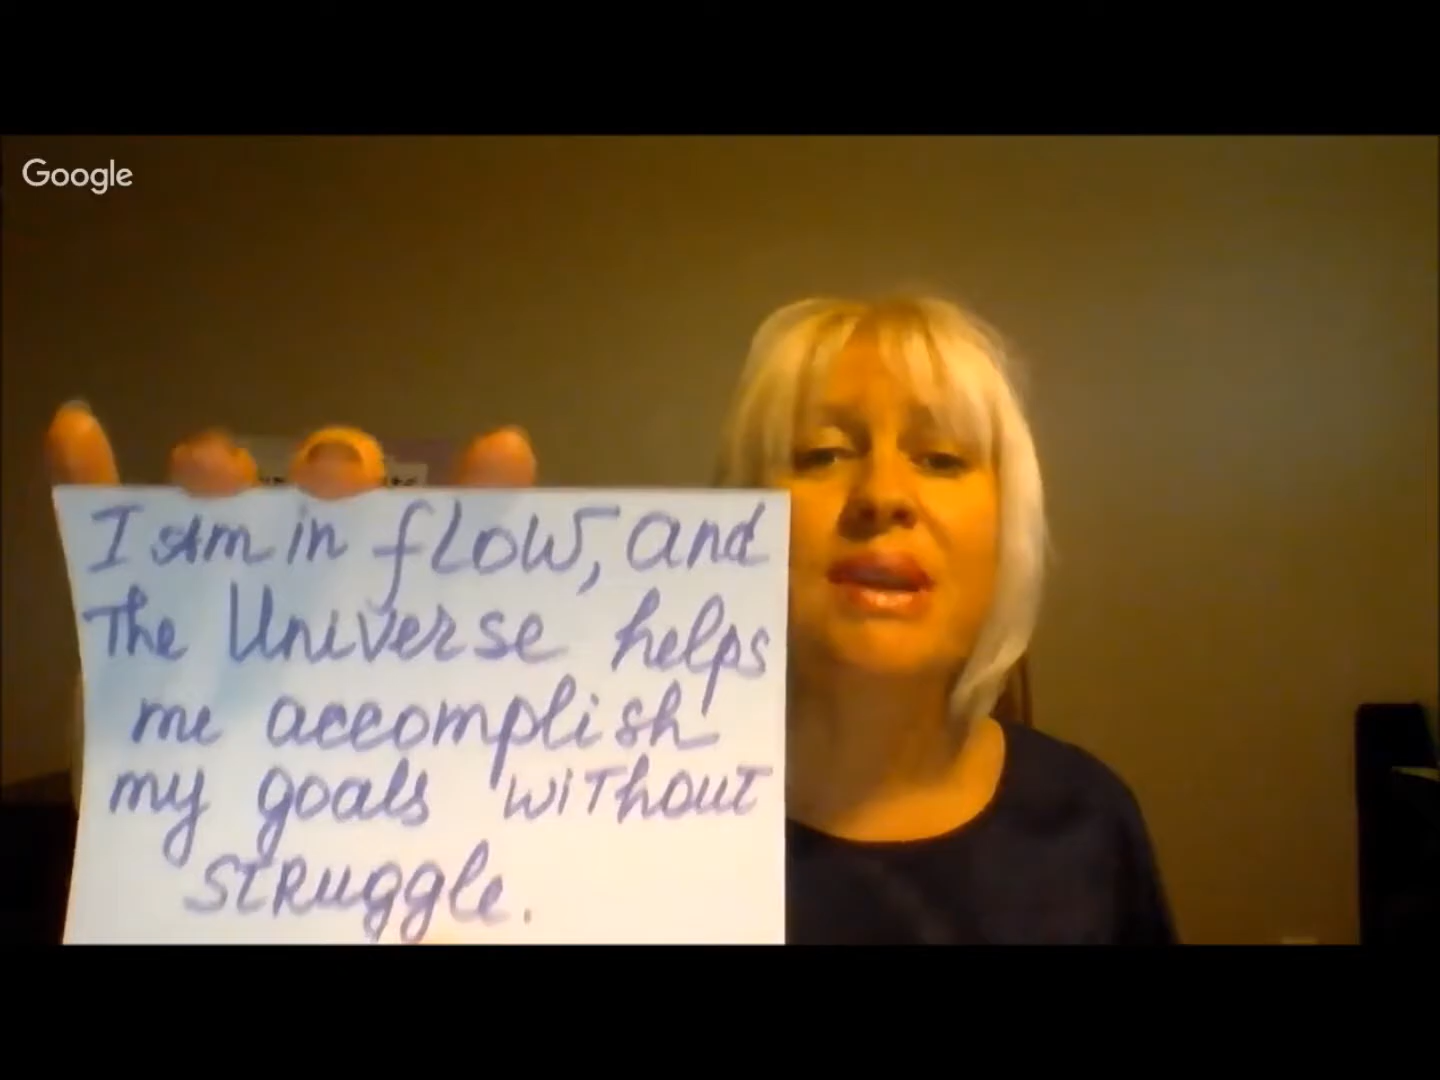 Google
I am in flow, and
The Universe helps
me accomplish
my goals without
struggle.